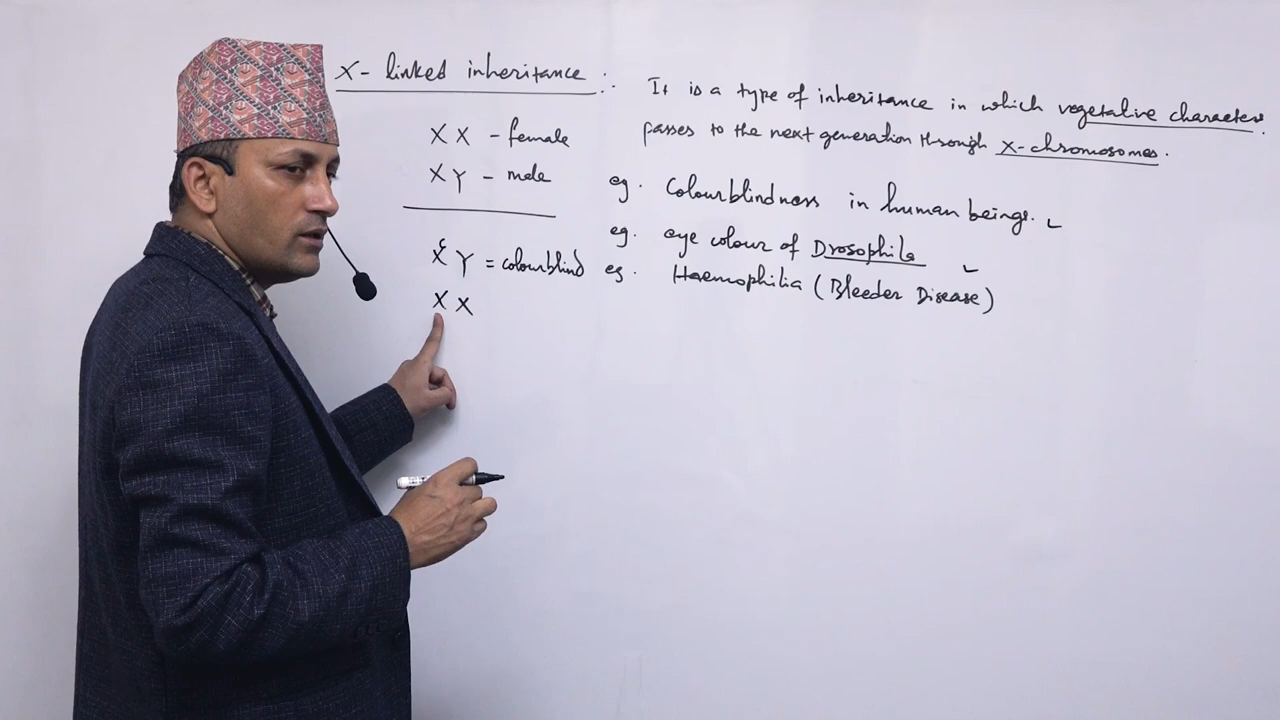 X- linked inheritance :-
It is a type of inheritance in which vegetative characters
passes to the next generation through X-chromosomes.
XX - female
XY - male
eg. Colourblindness in human beings.
eg. eye colour of Drosophila
XᶜY = colourblind
eg. Haemophilia (Bleeder Disease)
XX